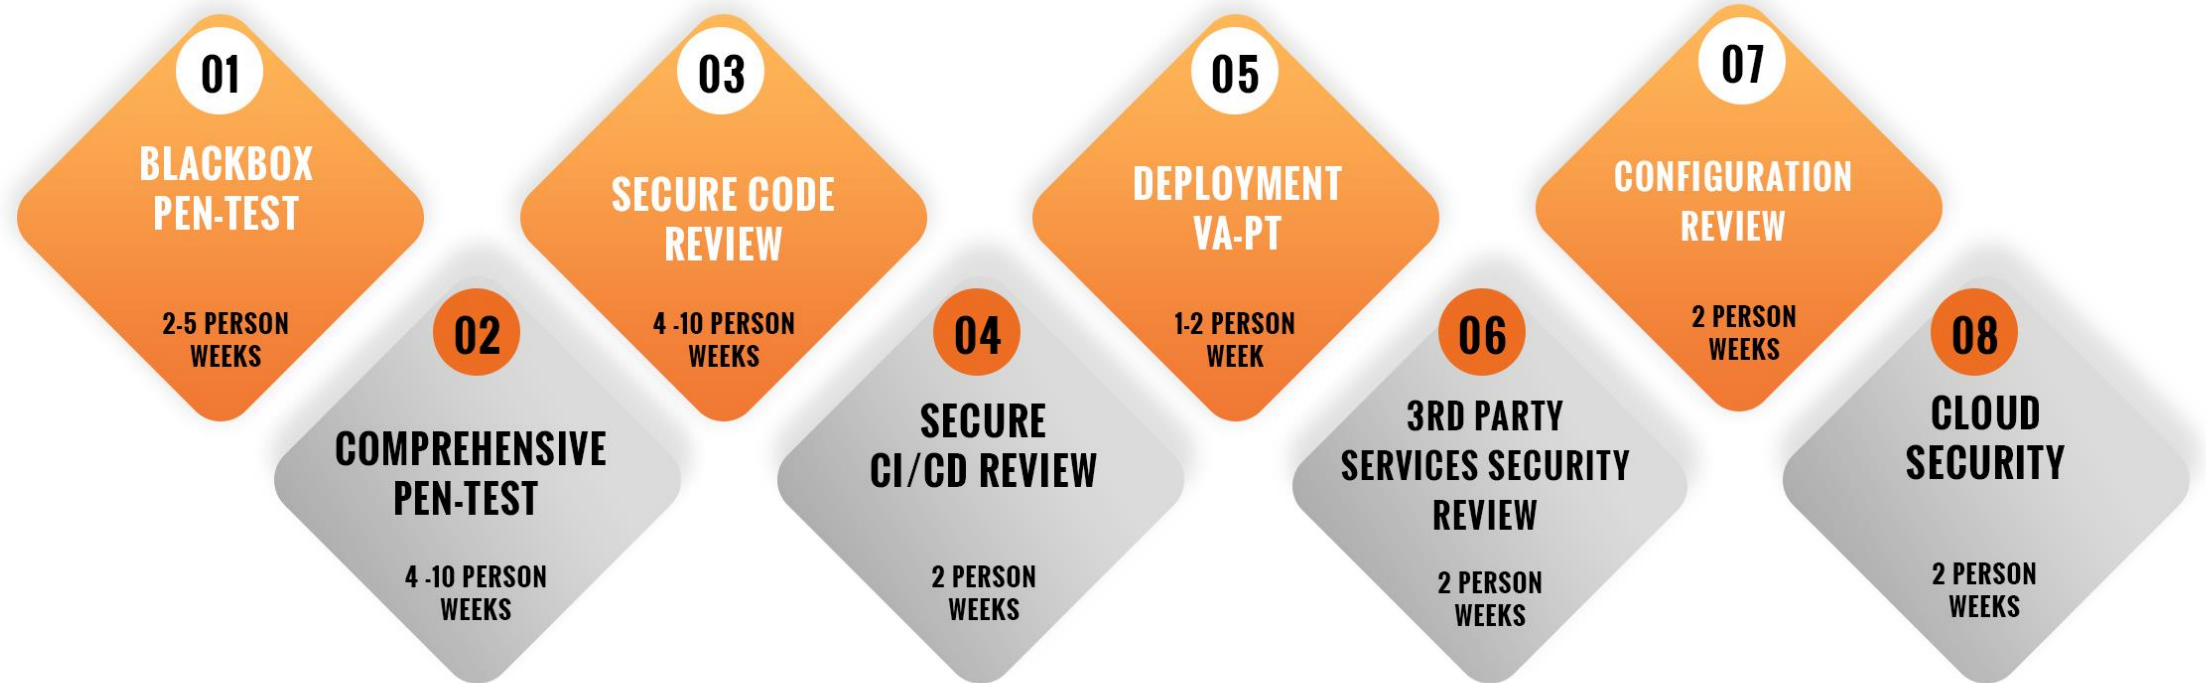 01
BLACKBOX
PEN-TEST
2-5 PERSON
WEEKS
02
COMPREHENSIVE
PEN-TEST
4 -10 PERSON
WEEKS
03
SECURE CODE
REVIEW
4 -10 PERSON
WEEKS
04
SECURE
CI/CD REVIEW
2 PERSON
WEEKS
05
DEPLOYMENT
VA-PT
1-2 PERSON
WEEK
06
3RD PARTY
SERVICES SECURITY
REVIEW
2 PERSON
WEEKS
07
CONFIGURATION
REVIEW
2 PERSON
WEEKS
08
CLOUD
SECURITY
2 PERSON
WEEKS